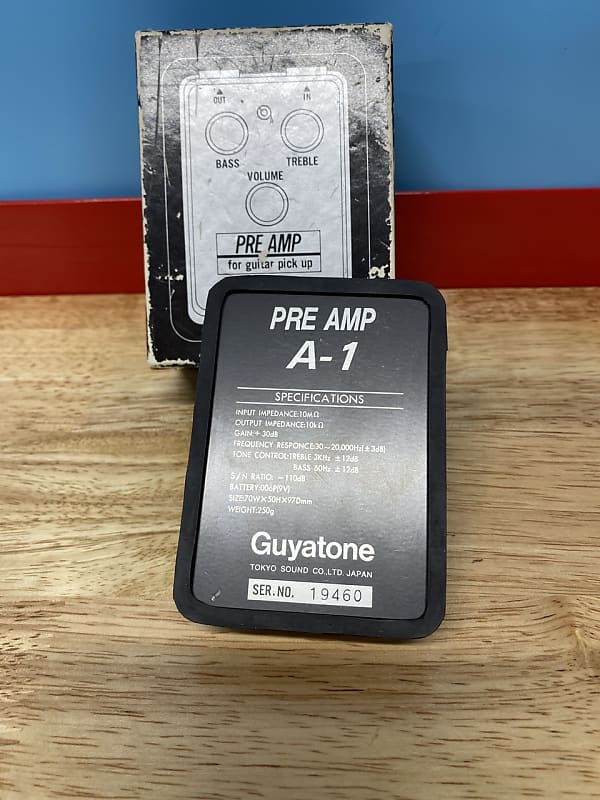 OUT IN
BASS TREBLE
VOLUME
PRE AMP
for guitar pick up
PRE AMP
A-1
SPECIFICATIONS
INPUT IMPEDANCE:10MΩ
OUTPUT IMPEDANCE:10kΩ
GAIN:+30dB
FREQUENCY RESPONCE:30~20,000Hz(±3dB)
TONE CONTROL:TREBLE 3KHz ±12dB
BASS 60Hz ±12dB
S/N RATIO: -110dB
BATTERY:006P(9V)
SIZE:70W×50H×97Dmm
WEIGHT:250g
Guyatone
TOKYO SOUND CO.,LTD. JAPAN
SER.NO. 19460